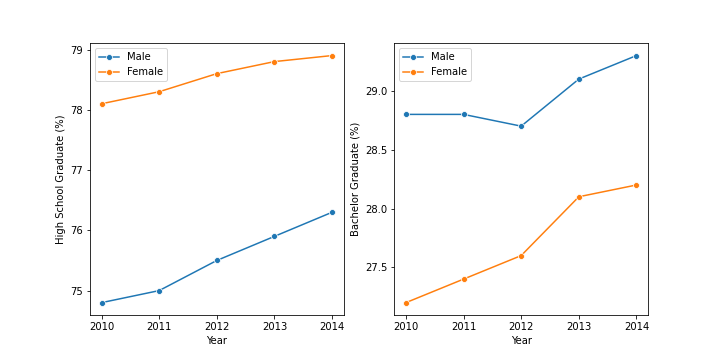 High School Graduate (%)
79
78
77
76
75
Male
Female
2010 2011 2012 2013 2014
Year
Bachelor Graduate (%)
29.0
28.5
28.0
27.5
Male
Female
2010 2011 2012 2013 2014
Year